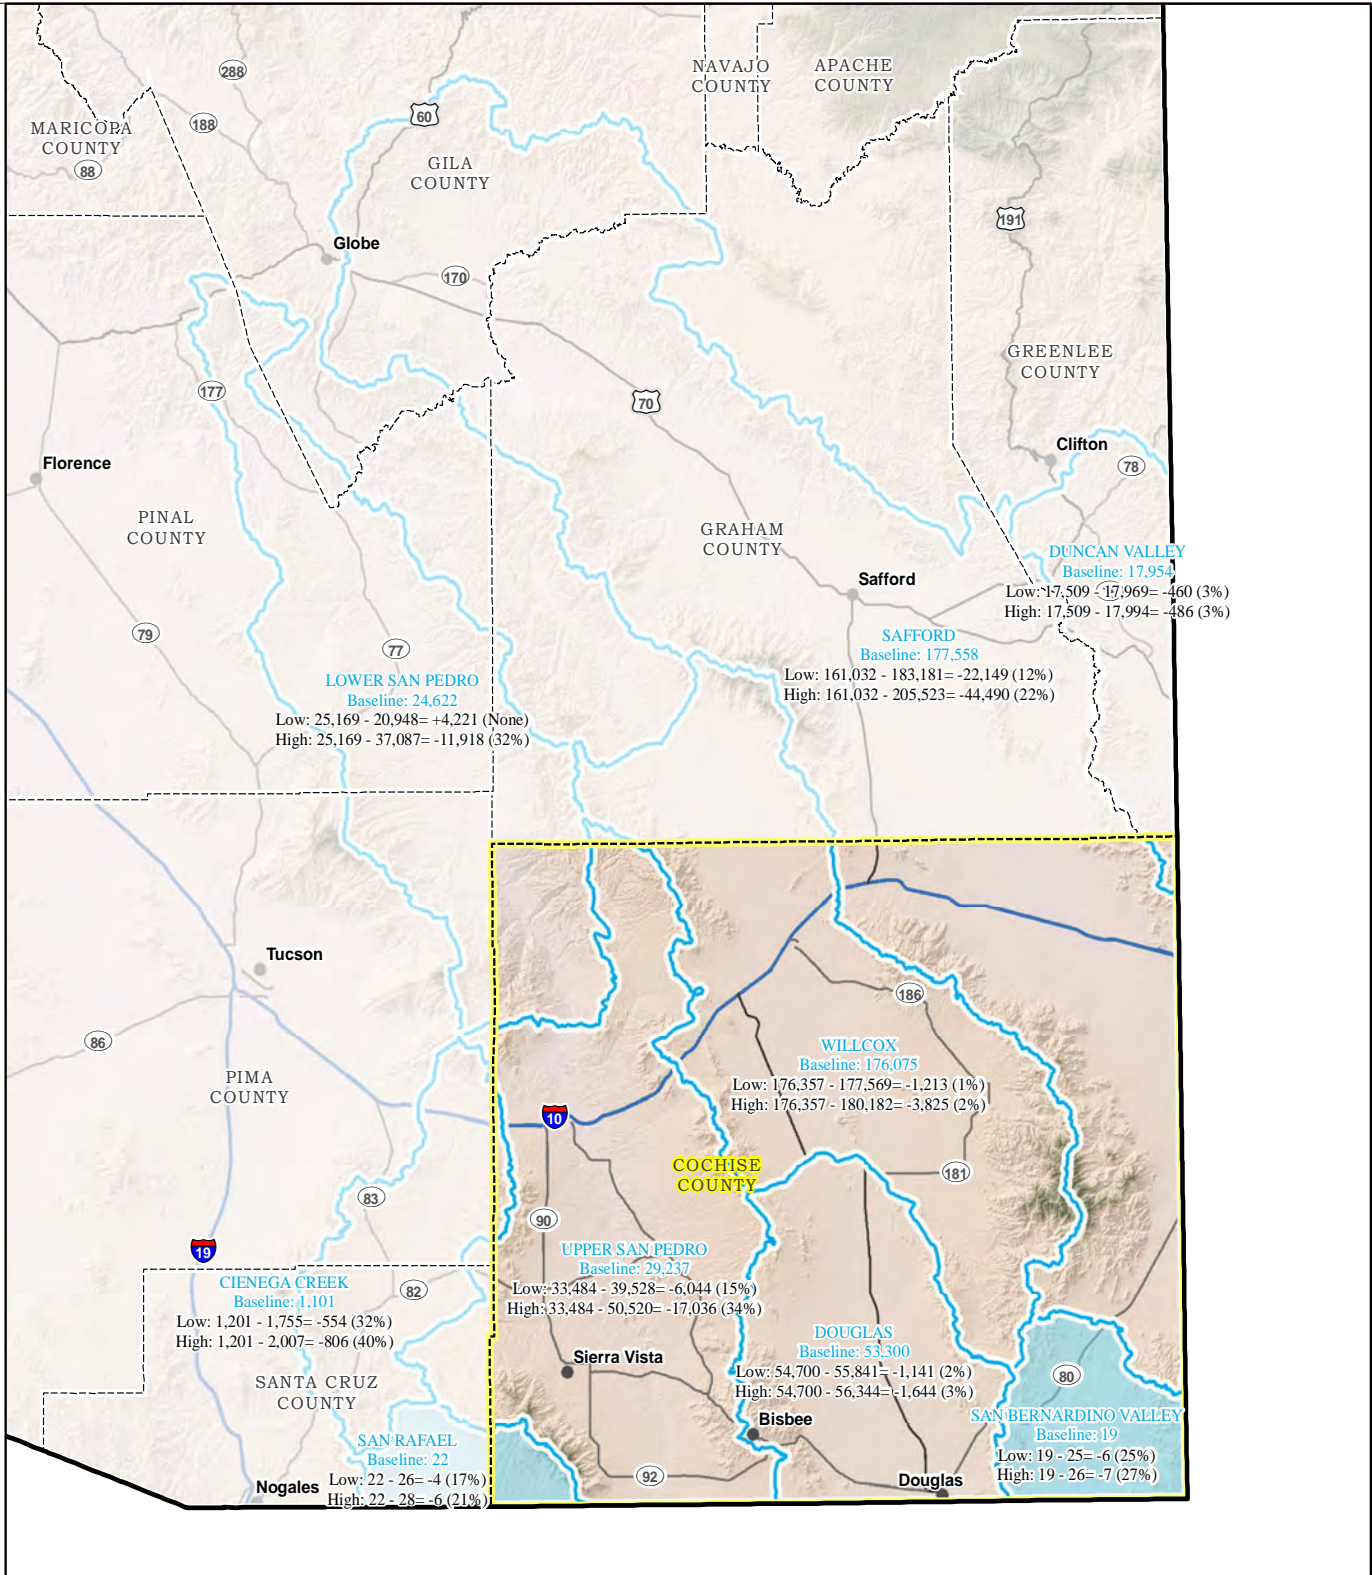 NAVAJO
COUNTY
APACHE
COUNTY
288
60
188
MARICOPA
COUNTY
88
GILA
COUNTY
191
Globe
170
GREENLEE
COUNTY
177
70
Clifton
78
Florence
PINAL
COUNTY
GRAHAM
COUNTY
DUNCAN VALLEY
Baseline: 17,954
Low: 17,509 - 17,969= -460 (3%)
High: 17,509 - 17,994= -486 (3%)
Safford
79
77
SAFFORD
Baseline: 177,558
Low: 161,032 - 183,181= -22,149 (12%)
High: 161,032 - 205,523= -44,490 (22%)
LOWER SAN PEDRO
Baseline: 24,622
Low: 25,169 - 20,948= +4,221 (None)
High: 25,169 - 37,087= -11,918 (32%)
Tucson
186
86
WILLCOX
Baseline: 176,075
Low: 176,357 - 177,569= -1,213 (1%)
High: 176,357 - 180,182= -3,825 (2%)
PIMA
COUNTY
10
COCHISE
COUNTY
181
83
90
19
UPPER SAN PEDRO
Baseline: 29,237
Low: 33,484 - 39,528= -6,044 (15%)
High: 33,484 - 50,520= -17,036 (34%)
CIENEGA CREEK
Baseline: 1,101
Low: 1,201 - 1,755= -554 (32%)
High: 1,201 - 2,007= -806 (40%)
82
DOUGLAS
Baseline: 53,300
Low: 54,700 - 55,841= -1,141 (2%)
High: 54,700 - 56,344= -1,644 (3%)
Sierra Vista
80
SANTA CRUZ
COUNTY
Bisbee
SAN BERNARDINO VALLEY
Baseline: 19
Low: 19 - 25= -6 (25%)
High: 19 - 26= -7 (27%)
SAN RAFAEL
Baseline: 22
Low: 22 - 26= -4 (17%)
High: 22 - 28= -6 (21%)
Nogales
92
Douglas